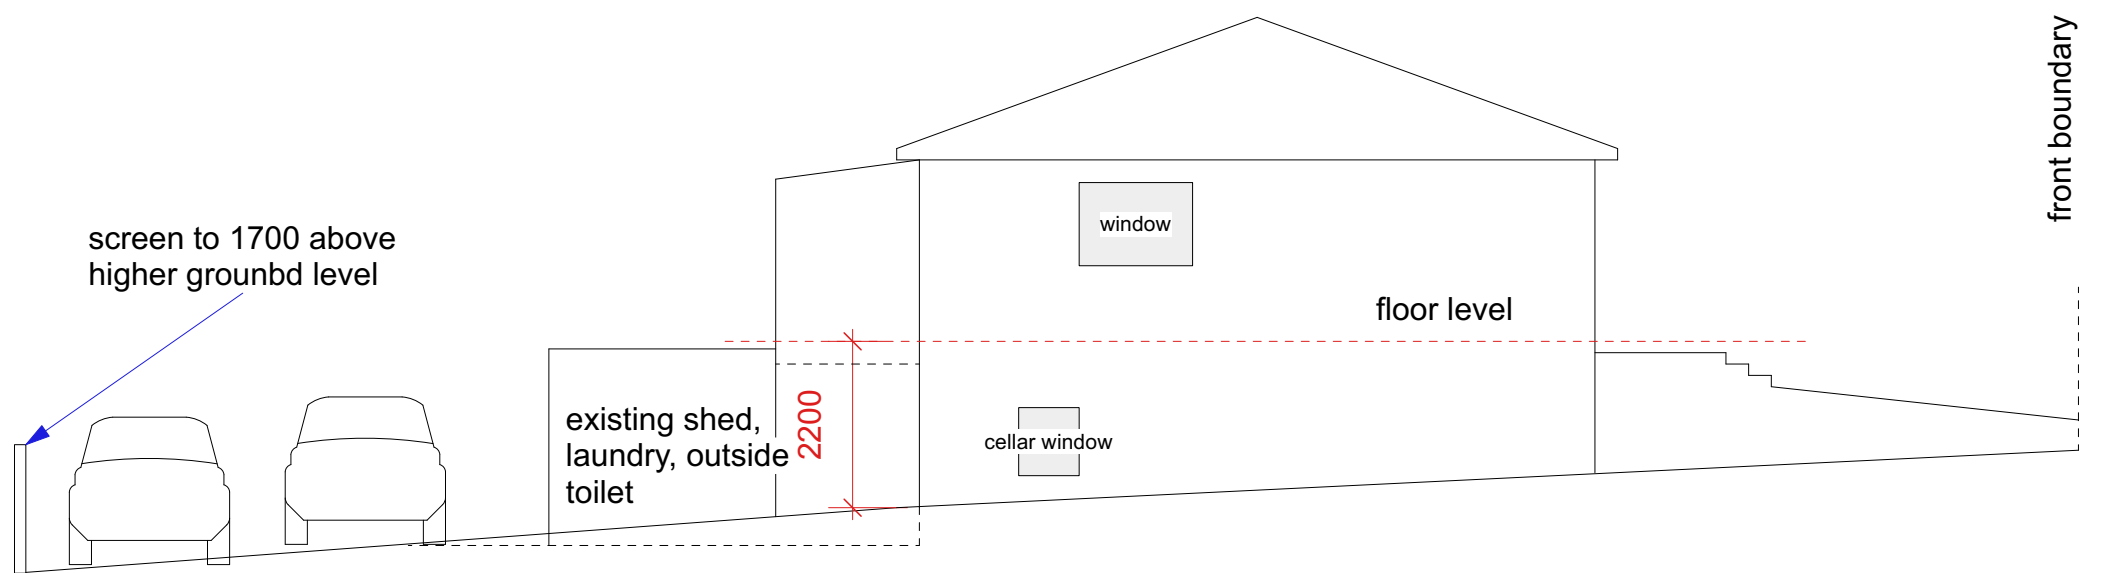 front boundary
window
screen to 1700 above
higher grounbd level
floor level
existing shed,
laundry, outside
toilet
2200
cellar window